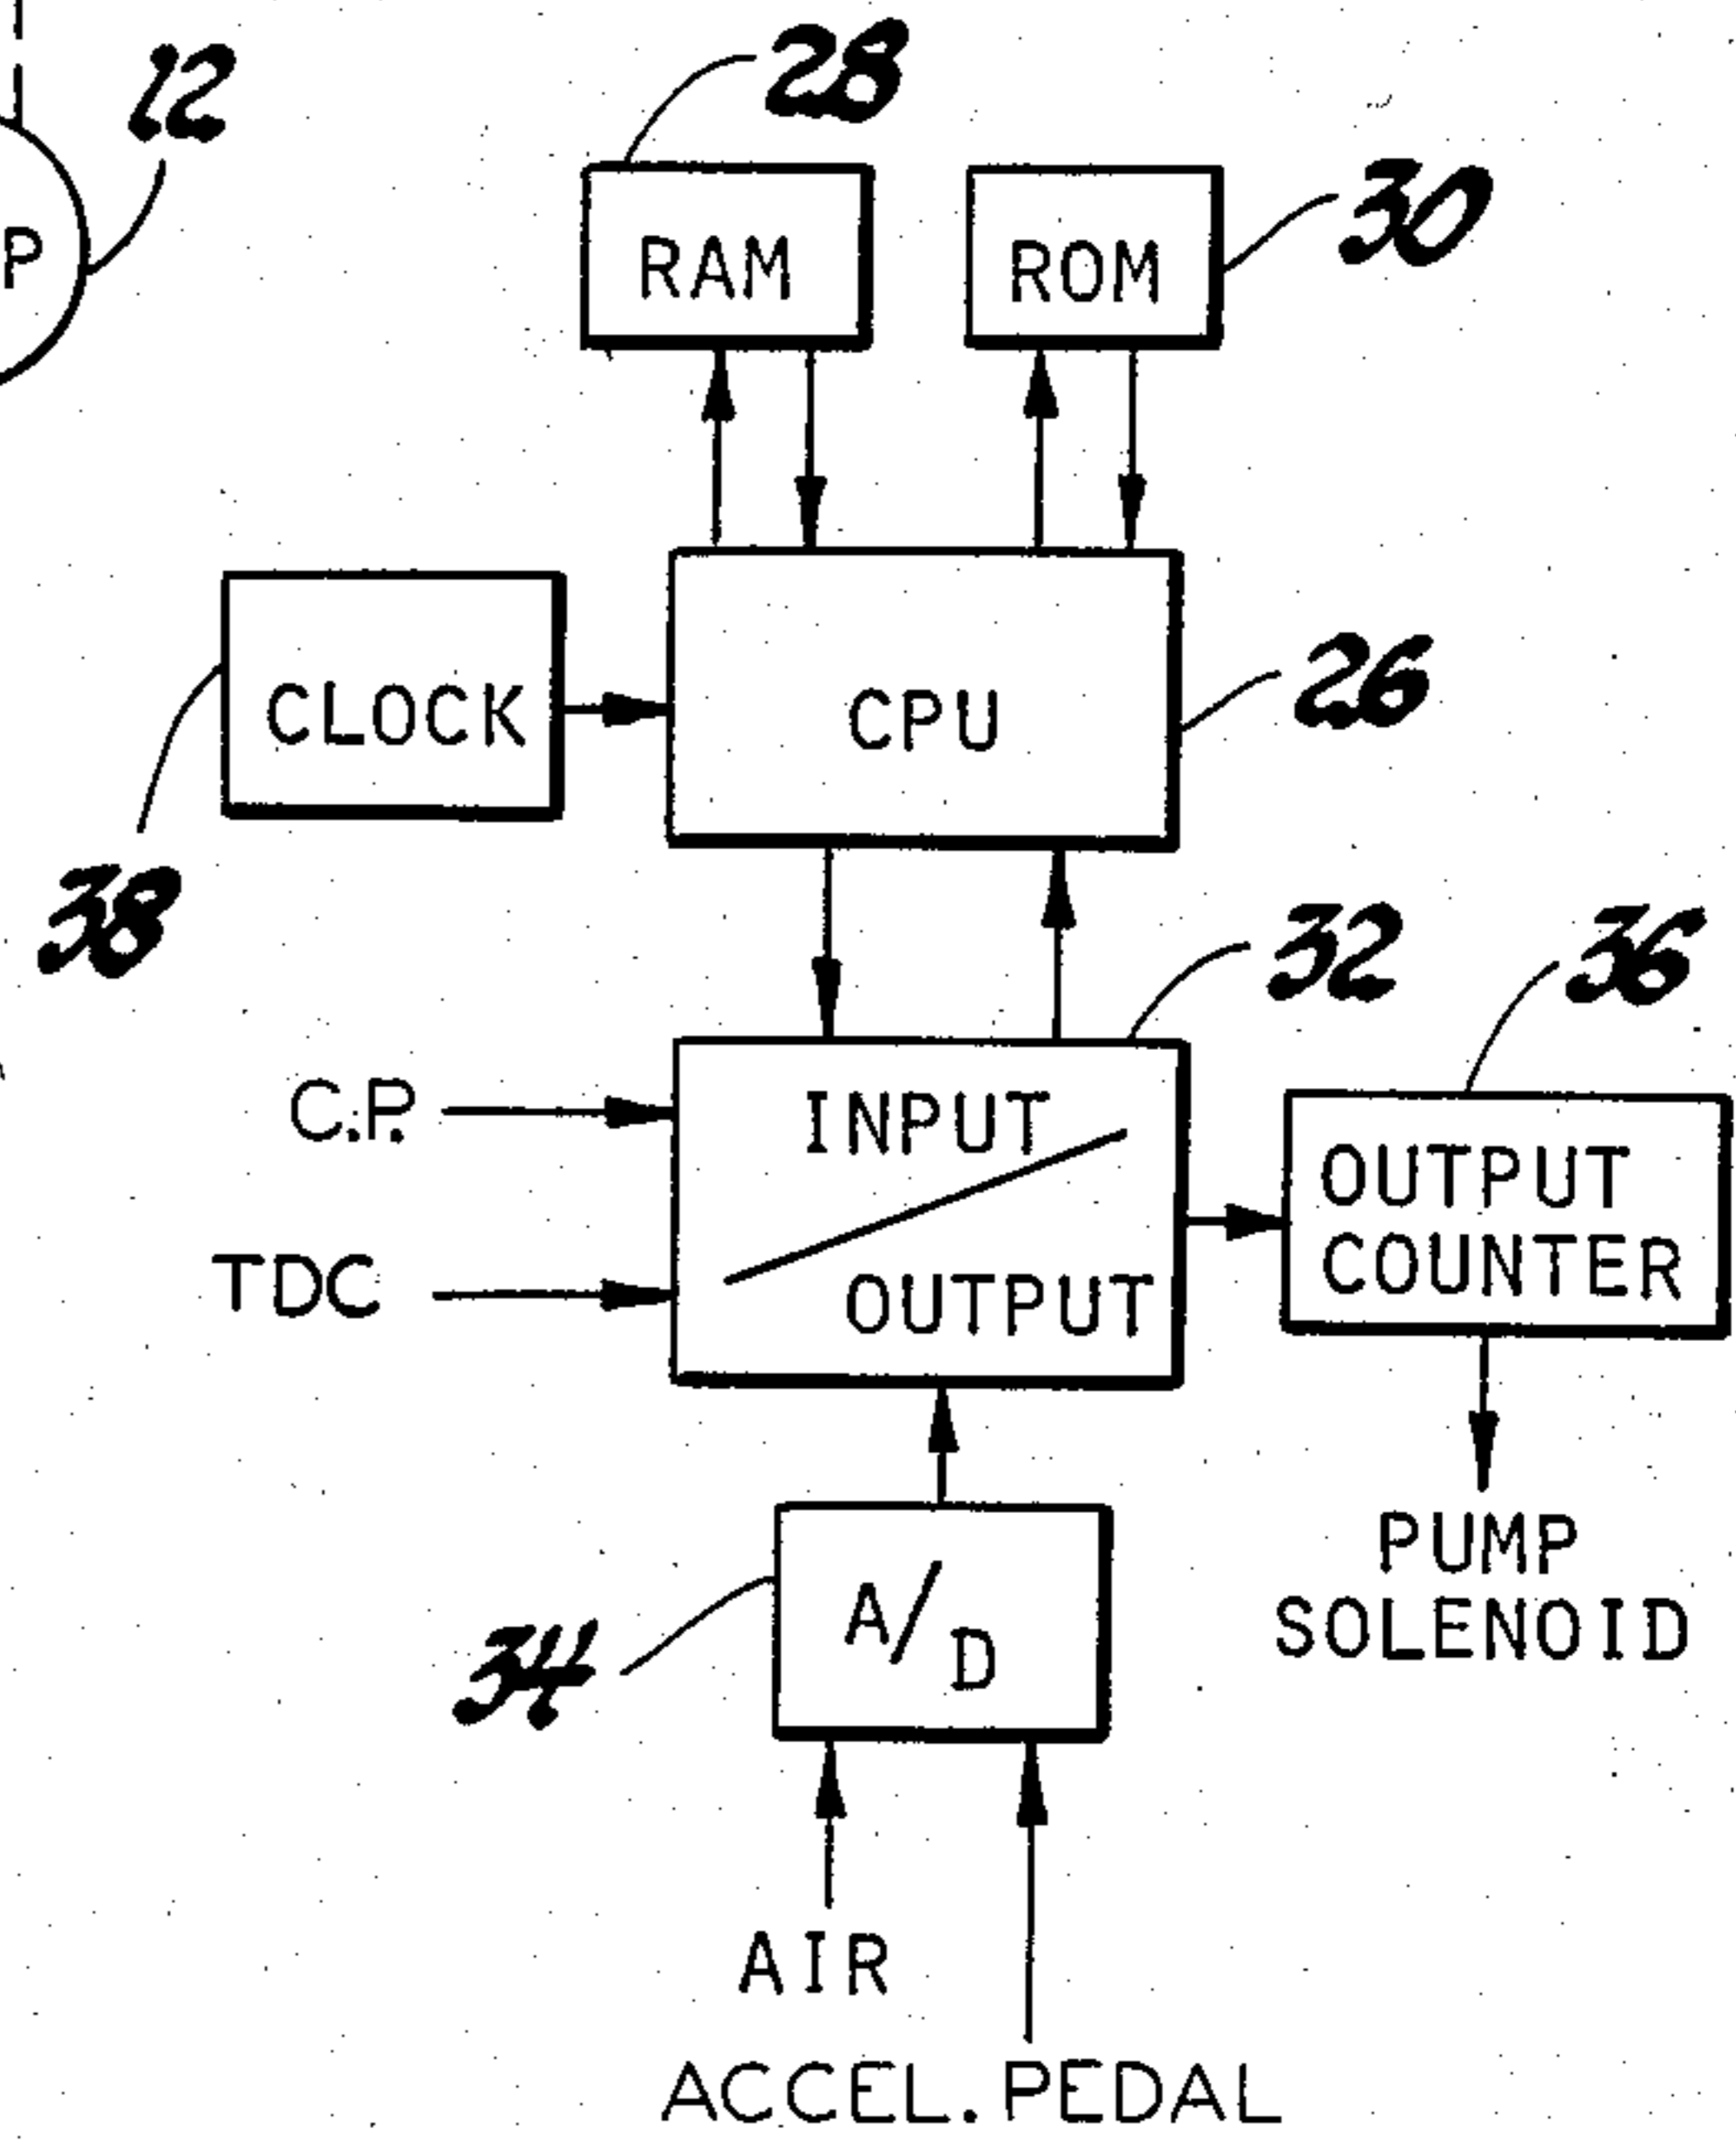 28
12
30
P
RAM
ROM
26
CLOCK
CPU
38
32
36
C.P.
INPUT
OUTPUT
COUNTER
TDC
OUTPUT
A/D
PUMP
SOLENOID
34
AIR
ACCEL. PEDAL